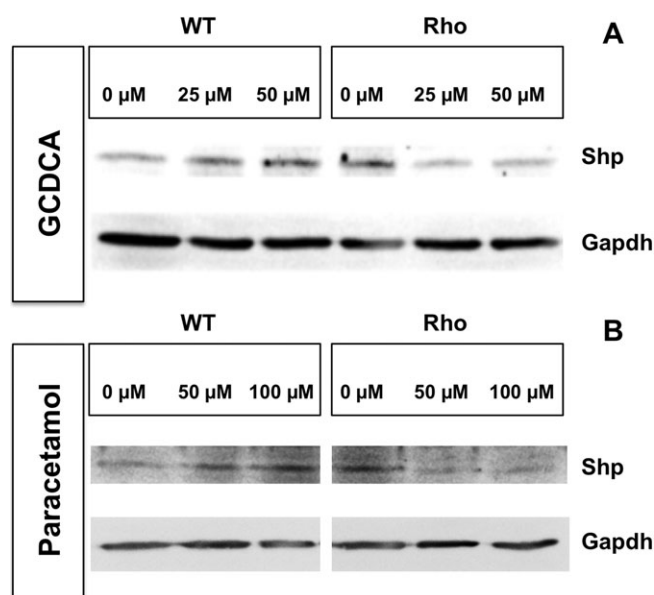 WT Rho A
0 µM 25 µM 50 µM 0 µM 25 µM 50 µM
GCDCA
Shp
Gapdh
WT Rho B
0 µM 50 µM 100 µM 0 µM 50 µM 100 µM
Paracetamol
Shp
Gapdh